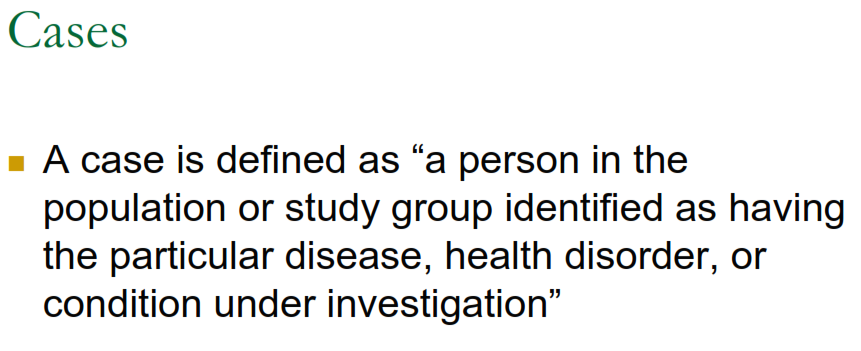 Cases
A case is defined as “a person in the
population or study group identified as having
the particular disease, health disorder, or
condition under investigation”